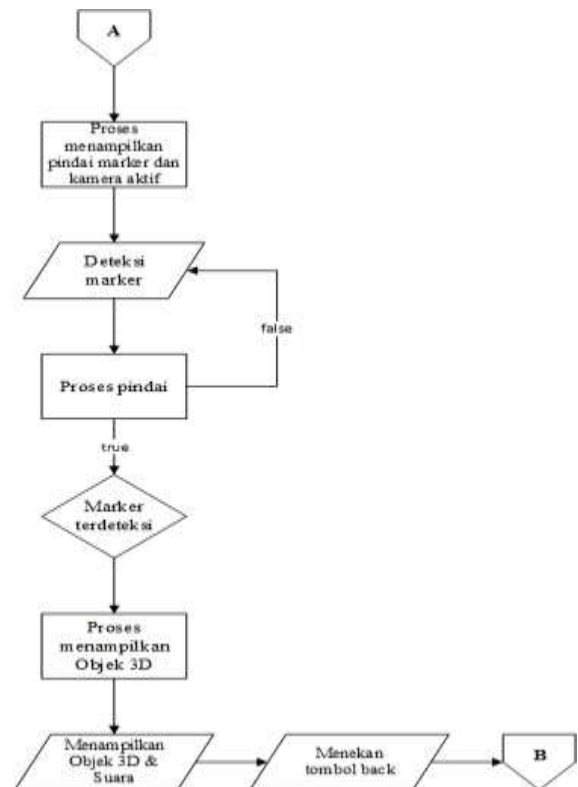 A
Proses
menampilkan
pindai marker dan
kamera aktif
Deteksi
marker
false
Proses pindai
true
Marker
terdeteksi
Proses
menampilkan
Objek 3D
Menampilkan
Objek 3D &
Suara
Menekan
tombol back
B